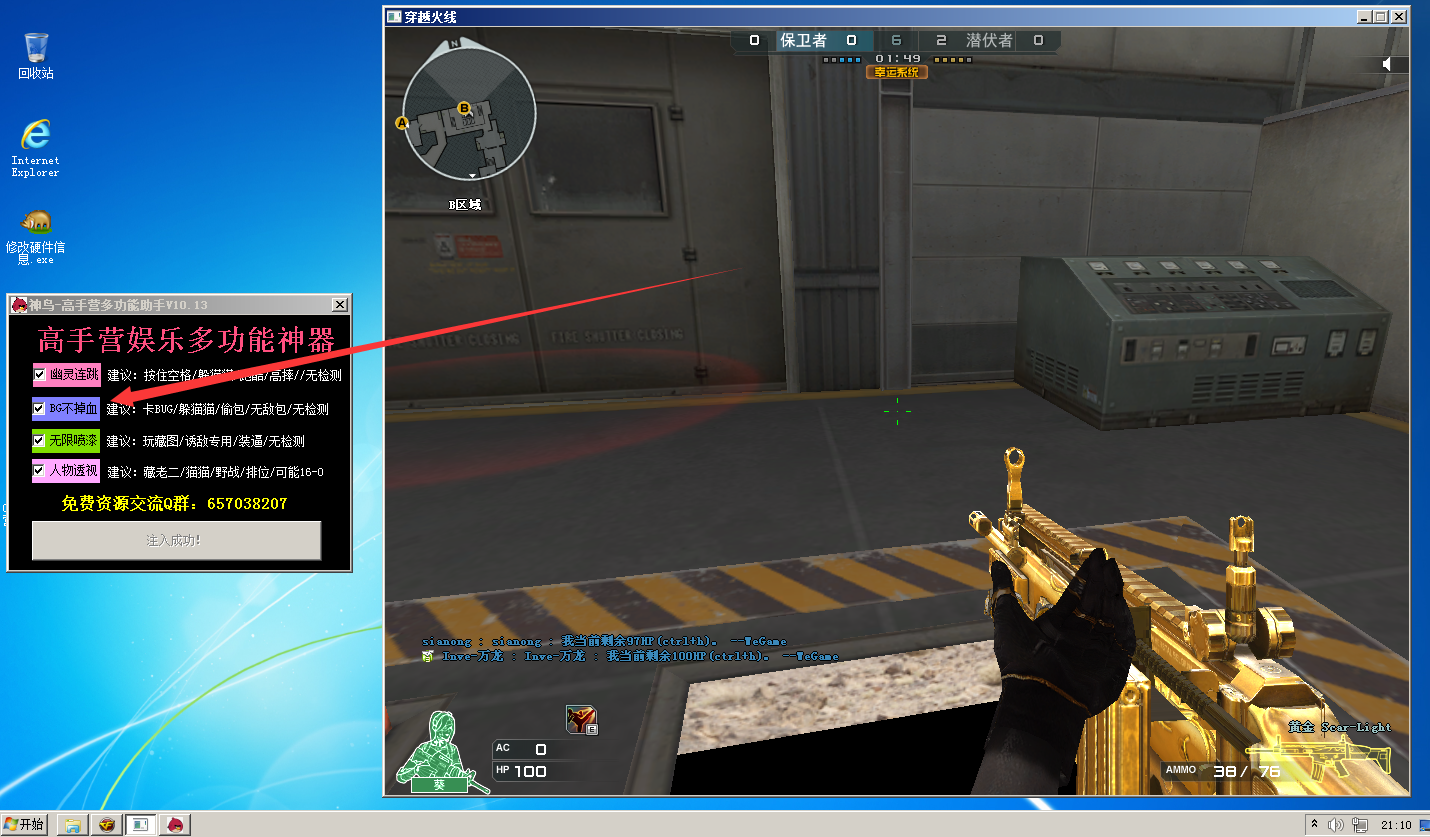 回收站
Internet
Explorer
修改硬件信
息.exe
神鸟-高手营多功能助手V10.13
高手营娱乐多功能神器
幽灵连跳 建议: 按住空格/躲猫猫/
/高摔//无检测
BG不掉血 建议: 卡BUG/躲猫猫/偷包/无敌包/无检测
无限喷漆 建议: 玩藏图/诱敌专用/装逼/无检测
人物透视 建议: 藏老二/猫猫/野战/排位/可能16-0
免费资源交流Q群: 657038207
注入成功!
穿越火线
0 保卫者 0 6 2 潜伏者 0
01:49
幸运系统
N
A
B
B区域
FIRE SHUTTER CLOSING
sianong : sianong : 我当前剩余97HP(ctrl+h)。 --WeGame
Inve-万龙 : Inve-万龙 : 我当前剩余100HP(ctrl+h)。 --WeGame
E
AC 0
HP 100
葵
黄金 Scar-Light
AMMO 38 / 76
开始
21:10